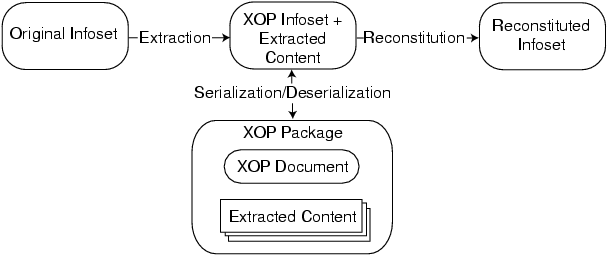 Original Infoset
Extraction
XOP Infoset +
Extracted
Content
Reconstitution
Reconstituted
Infoset
Serialization/Deserialization
XOP Package
XOP Document
Extracted Content